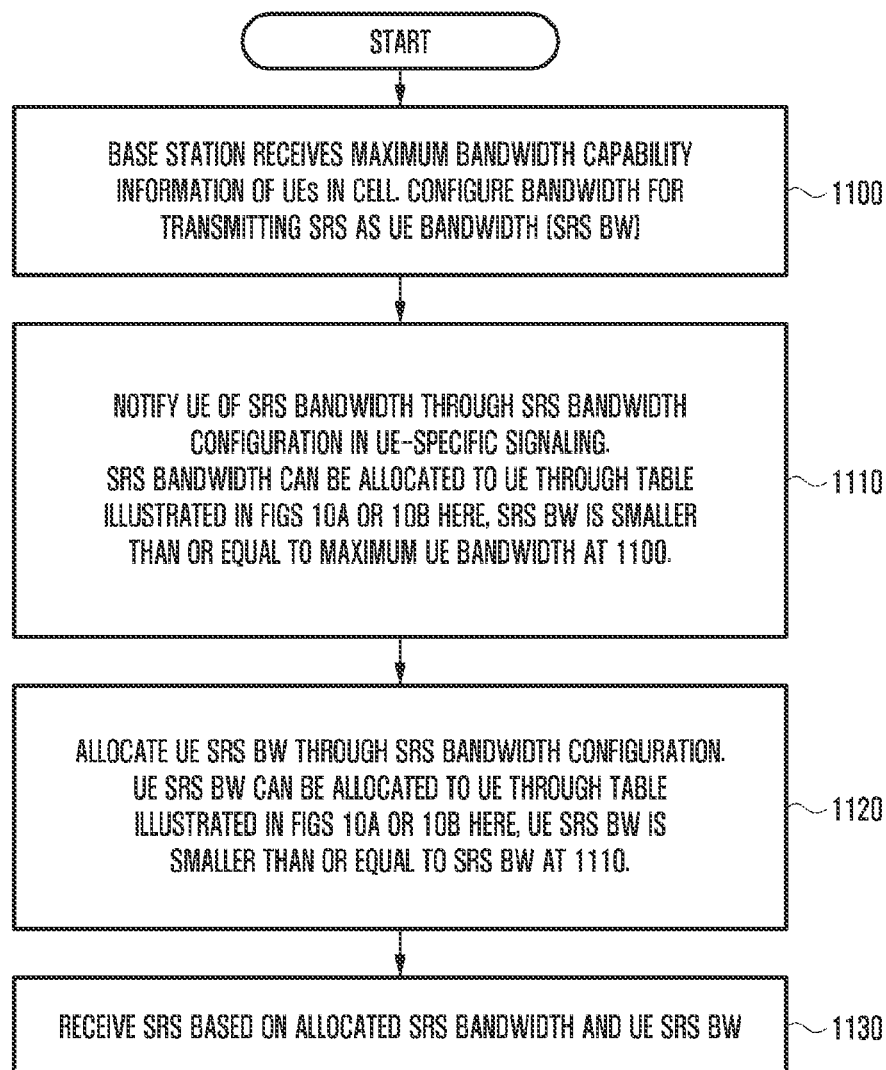 START
BASE STATION RECEIVES MAXIMUM BANDWIDTH CAPABILITY
INFORMATION OF UEs IN CELL. CONFIGURE BANDWIDTH FOR
TRANSMITTING SRS AS UE BANDWIDTH [SRS BW]
1100
NOTIFY UE OF SRS BANDWIDTH THROUGH SRS BANDWIDTH
CONFIGURATION IN UE-SPECIFIC SIGNALING.
SRS BANDWIDTH CAN BE ALLOCATED TO UE THROUGH TABLE
ILLUSTRATED IN FIGS 10A OR 10B HERE, SRS BW IS SMALLER
THAN OR EQUAL TO MAXIMUM UE BANDWIDTH AT 1100.
1110
ALLOCATE UE SRS BW THROUGH SRS BANDWIDTH CONFIGURATION.
UE SRS BW CAN BE ALLOCATED TO UE THROUGH TABLE
ILLUSTRATED IN FIGS 10A OR 10B HERE, UE SRS BW IS
SMALLER THAN OR EQUAL TO SRS BW AT 1110.
1120
RECEIVE SRS BASED ON ALLOCATED SRS BANDWIDTH AND UE SRS BW
1130